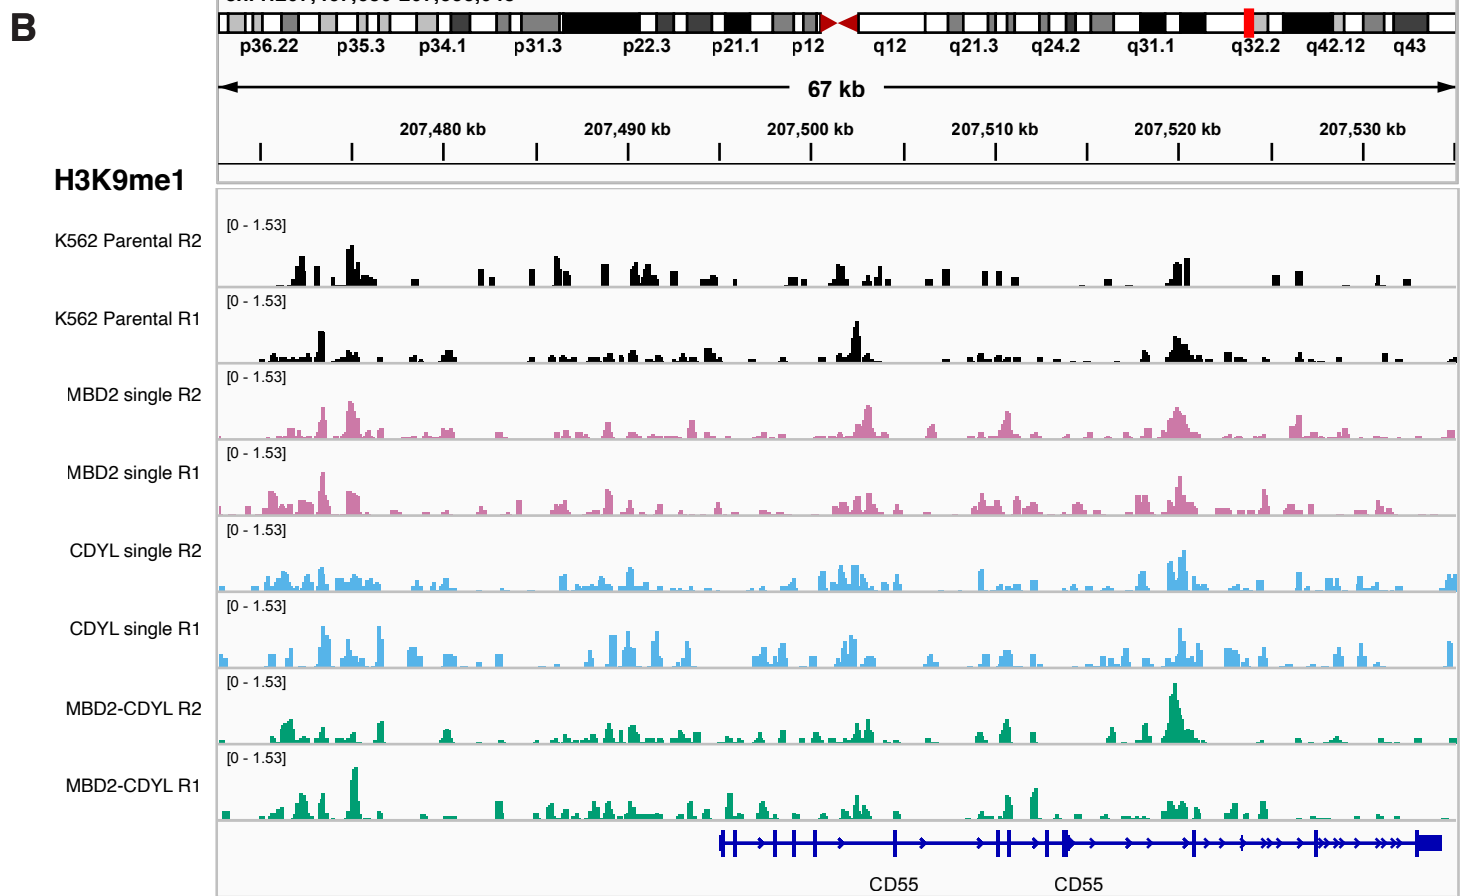 B
p36.22 p35.3 p34.1 p31.3 p22.3 p21.1 p12 q12 q21.3 q24.2 q31.1 q32.2 q42.12 q43
67 kb
207,480 kb 207,490 kb 207,500 kb 207,510 kb 207,520 kb 207,530 kb
H3K9me1
[0 - 1.53]
K562 Parental R2
[0 - 1.53]
K562 Parental R1
[0 - 1.53]
MBD2 single R2
[0 - 1.53]
MBD2 single R1
[0 - 1.53]
CDYL single R2
[0 - 1.53]
CDYL single R1
[0 - 1.53]
MBD2-CDYL R2
[0 - 1.53]
MBD2-CDYL R1
CD55 CD55